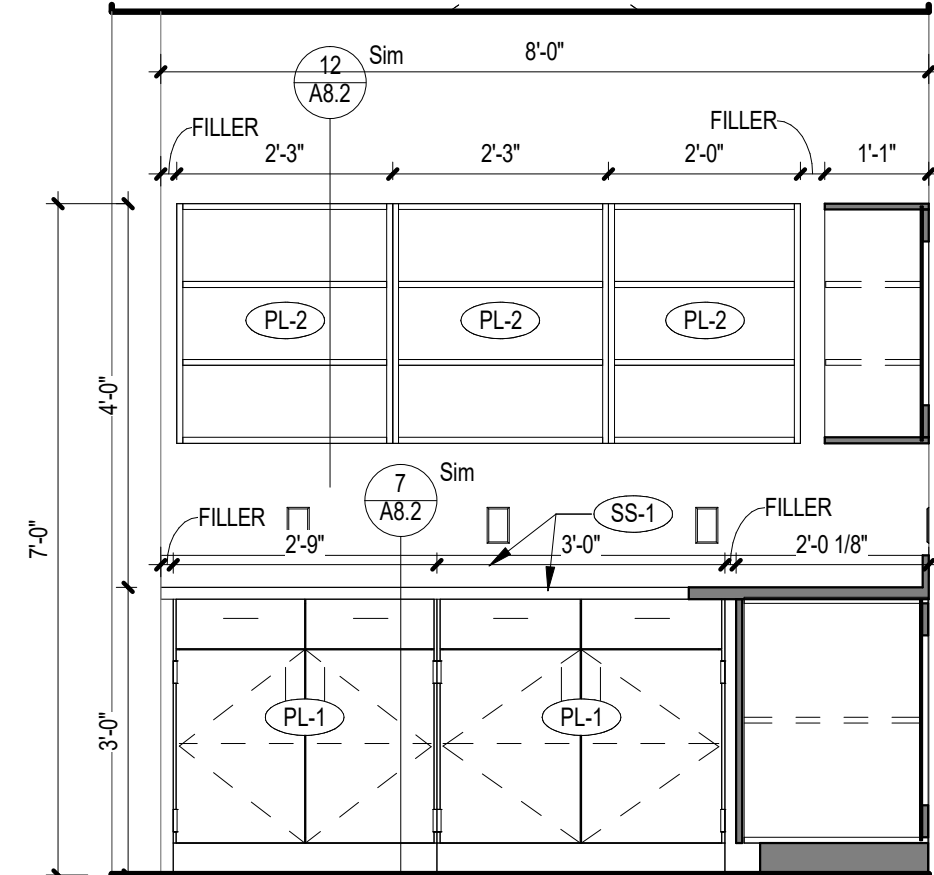 12
A8.2
Sim
8'-0"
FILLER
FILLER
2'-3"
2'-3"
2'-0"
1'-1"
PL-2
PL-2
PL-2
4'-0"
7'-0"
7
A8.2
Sim
SS-1
FILLER
FILLER
2'-9"
3'-0"
2'-0 1/8"
PL-1
PL-1
3'-0"